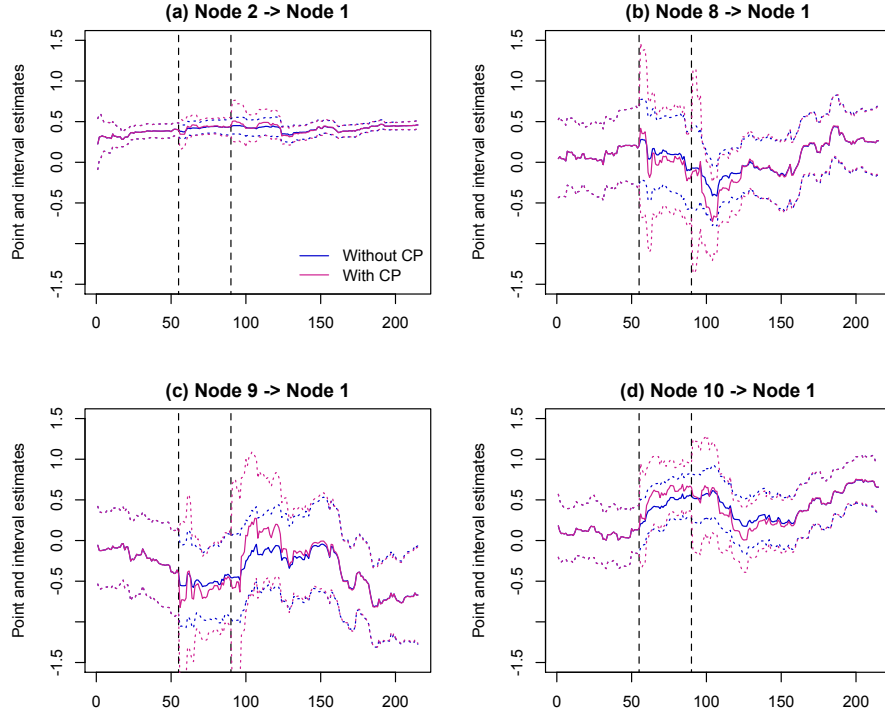 (a) Node 2 -> Node 1
Point and interval estimates
1.5
1.0
0.5
0.0
-0.5
-1.5
Without CP
With CP
0 50 100 150 200
(b) Node 8 -> Node 1
Point and interval estimates
1.5
1.0
0.5
0.0
-0.5
-1.5
0 50 100 150 200
(c) Node 9 -> Node 1
Point and interval estimates
1.5
1.0
0.5
0.0
-0.5
-1.5
0 50 100 150 200
(d) Node 10 -> Node 1
Point and interval estimates
1.5
1.0
0.5
0.0
-0.5
-1.5
0 50 100 150 200